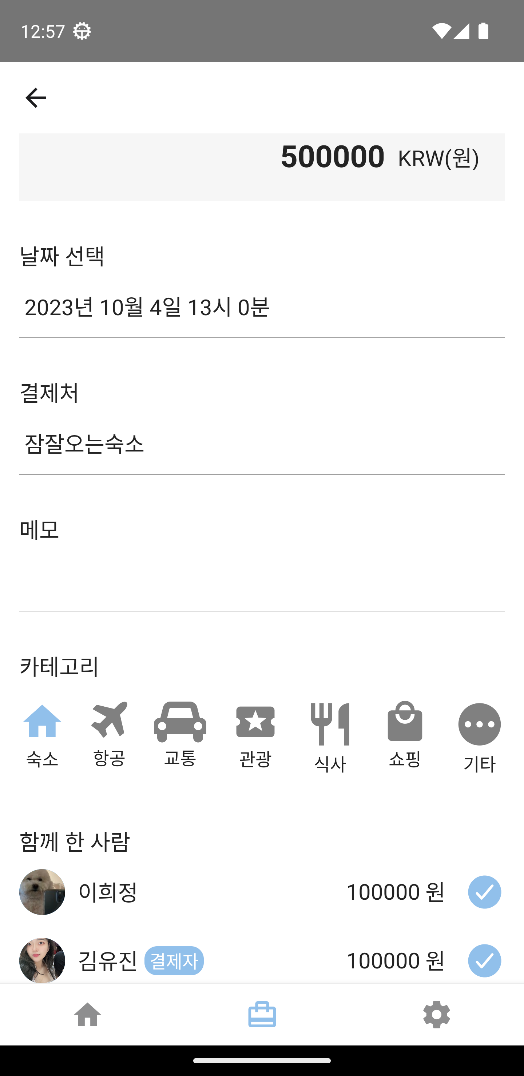 12:57
500000 KRW(원)
날짜 선택
2023년 10월 4일 13시 0분
결제처
잠잘오는숙소
메모
카테고리
숙소 항공 교통 관광 식사 쇼핑 기타
함께 한 사람
이희정 100000 원
김유진 결제자 100000 원